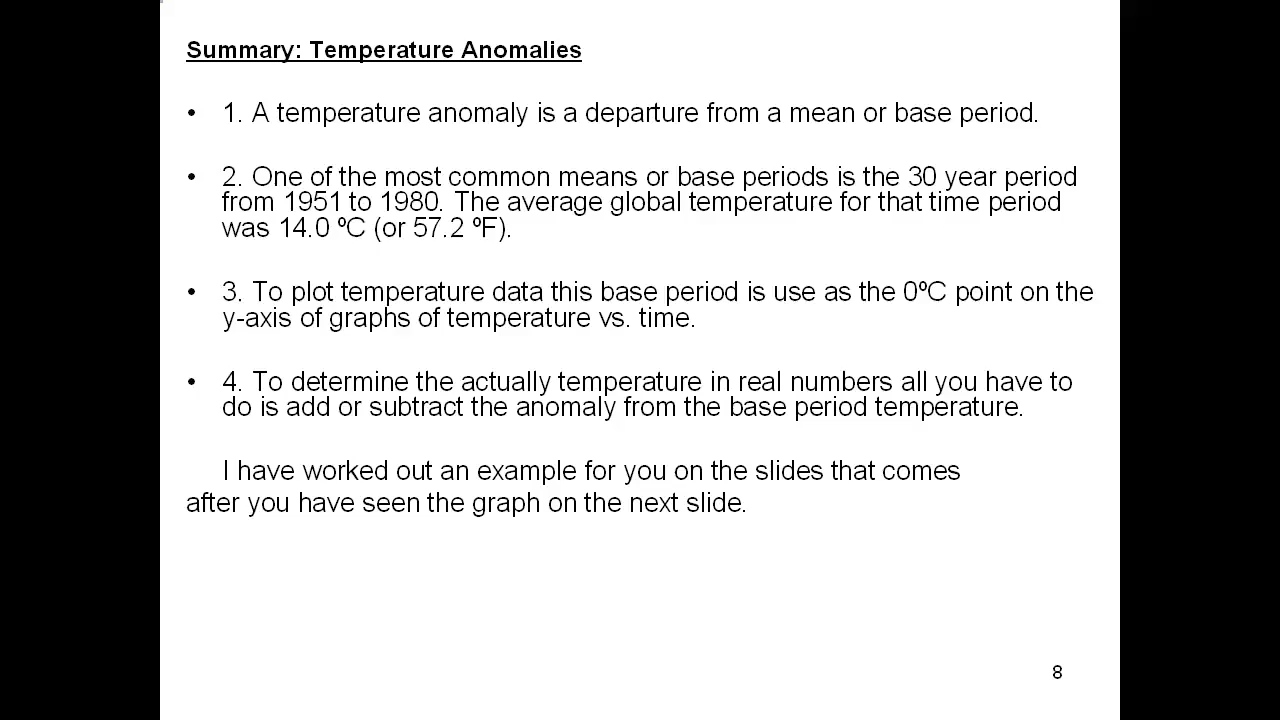 Summary: Temperature Anomalies
• 1. A temperature anomaly is a departure from a mean or base period.
• 2. One of the most common means or base periods is the 30 year period
from 1951 to 1980. The average global temperature for that time period
was 14.0 ºC (or 57.2 ºF).
• 3. To plot temperature data this base period is use as the 0ºC point on the
y-axis of graphs of temperature vs. time.
• 4. To determine the actually temperature in real numbers all you have to
do is add or subtract the anomaly from the base period temperature.
I have worked out an example for you on the slides that comes
after you have seen the graph on the next slide.
8